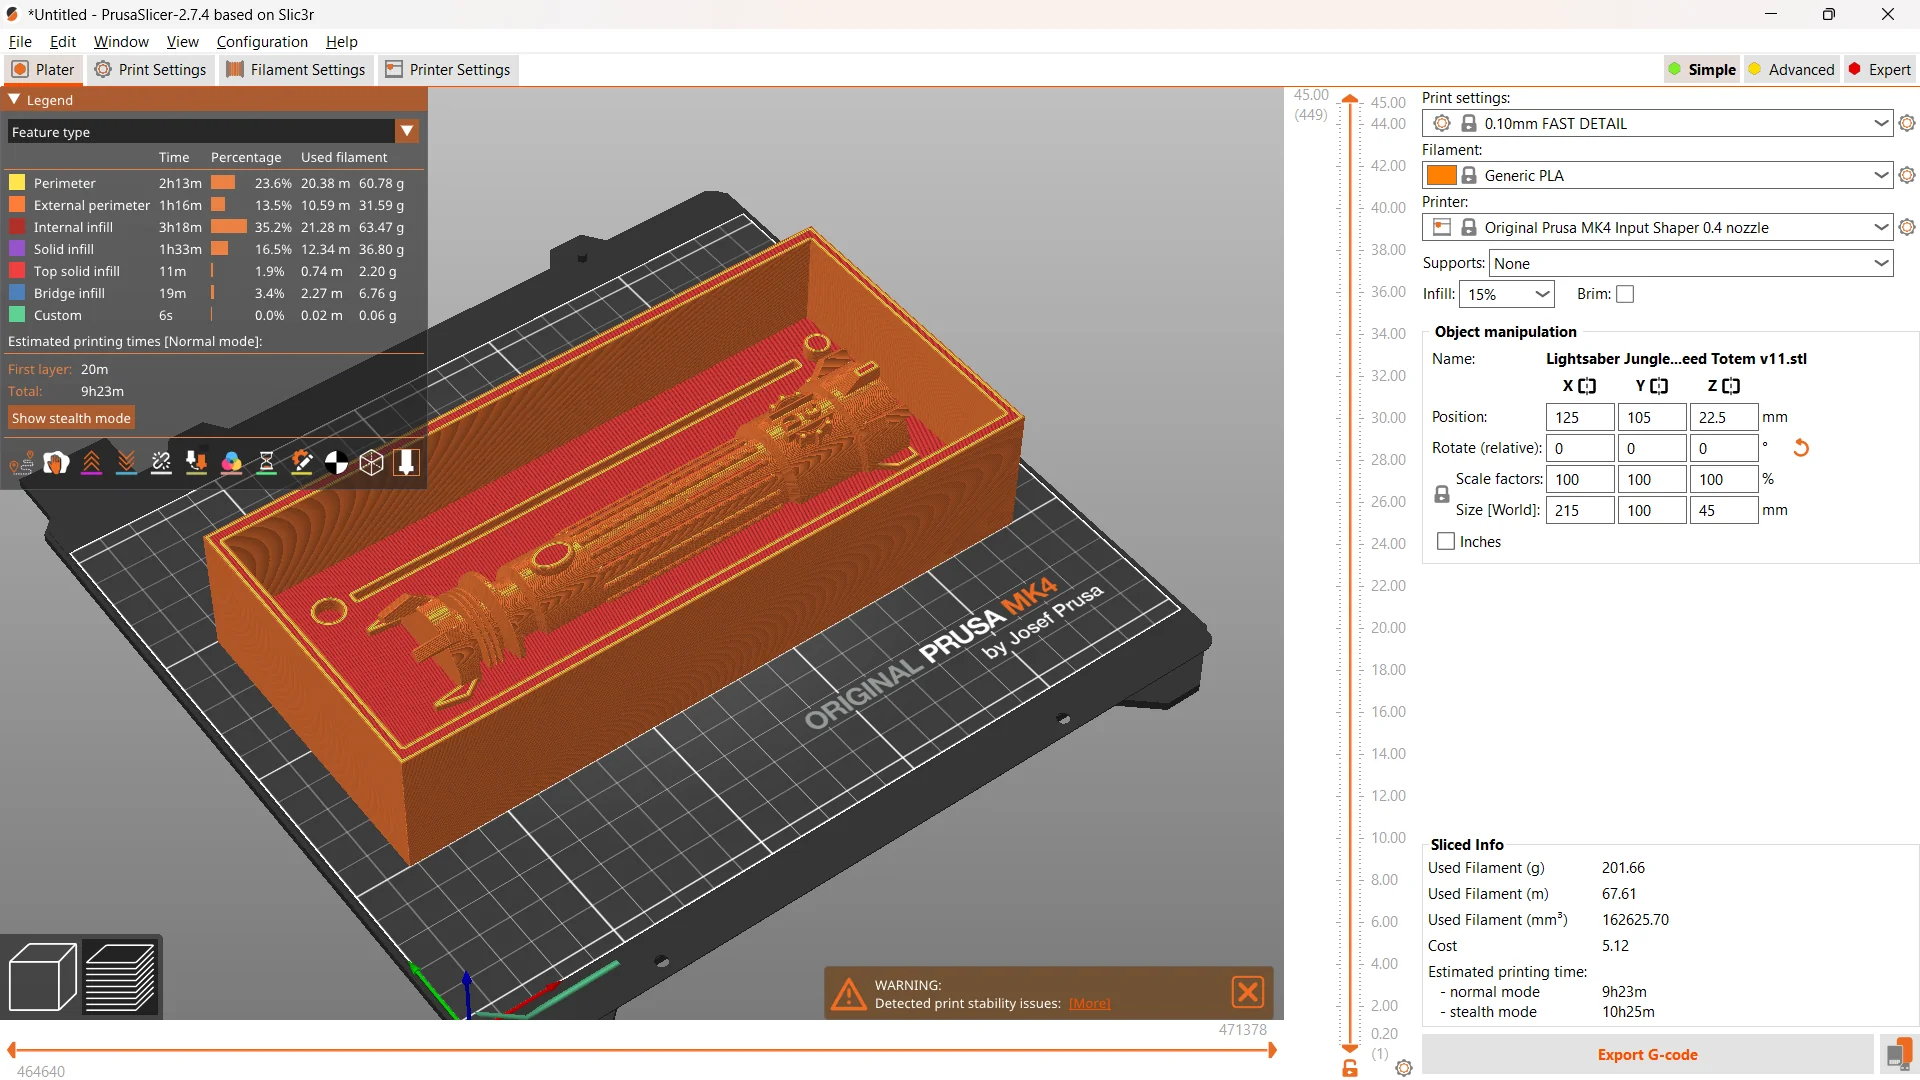 *Untitled - PrusaSlicer-2.7.4 based on Slic3r
File Edit Window View Configuration Help
Plater Print Settings Filament Settings Printer Settings Simple Advanced Expert
Legend
Feature type
Time Percentage Used filament
Perimeter 2h13m 23.6% 20.38 m 60.78 g
External perimeter 1h16m 13.5% 10.59 m 31.59 g
Internal infill 3h18m 35.2% 21.28 m 63.47 g
Solid infill 1h33m 16.5% 12.34 m 36.80 g
Top solid infill 11m 1.9% 0.74 m 2.20 g
Bridge infill 19m 3.4% 2.27 m 6.76 g
Custom 6s 0.0% 0.02 m 0.06 g
Estimated printing times [Normal mode]:
First layer: 20m
Total: 9h23m
Show stealth mode
ORIGINAL PRUSA MK4
by Josef Prusa
WARNING:
Detected print stability issues: [More]
471378
464640
45.00
(449)
45.00
44.00
42.00
40.00
38.00
36.00
34.00
32.00
30.00
28.00
26.00
24.00
22.00
20.00
18.00
16.00
14.00
12.00
10.00
8.00
6.00
4.00
2.00
0.20
(1)
Print settings:
0.10mm FAST DETAIL
Filament:
Generic PLA
Printer:
Original Prusa MK4 Input Shaper 0.4 nozzle
Supports: None
Infill: 15% Brim:
Object manipulation
Name: Lightsaber Jungle...eed Totem v11.stl
X Y Z
Position: 125 105 22.5 mm
Rotate (relative): 0 0 0 °
Scale factors: 100 100 100 %
Size [World]: 215 100 45 mm
Inches
Sliced Info
Used Filament (g) 201.66
Used Filament (m) 67.61
Used Filament (mm³) 162625.70
Cost 5.12
Estimated printing time:
- normal mode 9h23m
- stealth mode 10h25m
Export G-code